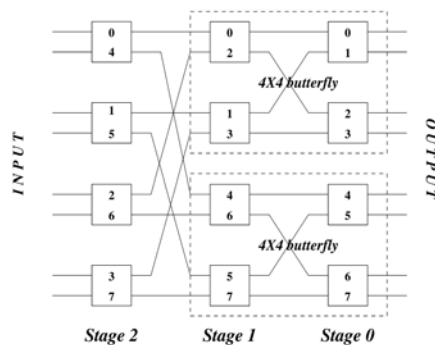 0 0 0
4 2 1
4X4 butterfly
1 1 2
5 3 3
INPUT
OUTPUT
2 4 4
6 6 5
4X4 butterfly
3 5 6
7 7 7
Stage 2 Stage 1 Stage 0